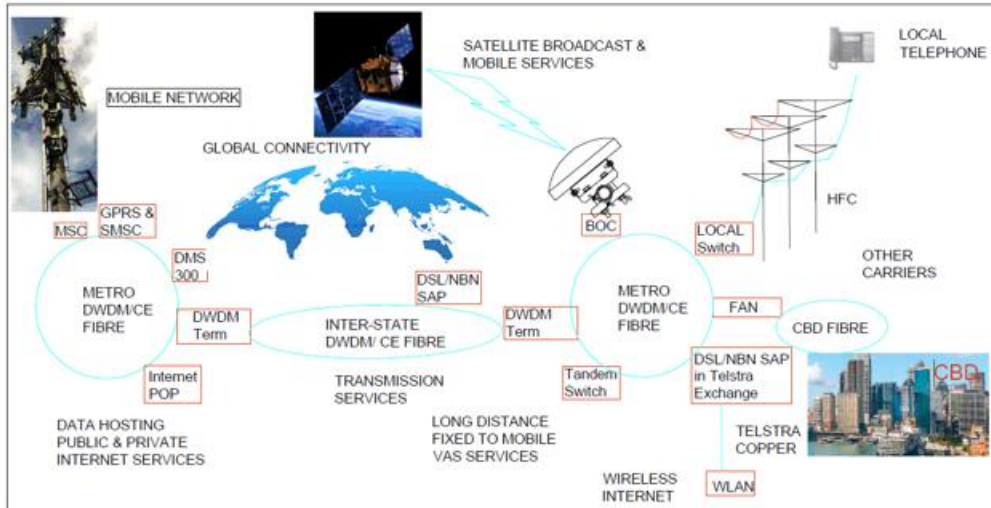 MOBILE NETWORK
GLOBAL CONNECTIVITY
SATELLITE BROADCAST &
MOBILE SERVICES
LOCAL
TELEPHONE
HFC
MSC
GPRS &
SMSC
DMS
300
BOC
LOCAL
Switch
OTHER
CARRIERS
METRO
DWDM/CE
FIBRE
DWDM
Term
DSL/NBN
SAP
INTER-STATE
DWDM/ CE FIBRE
DWDM
Term
METRO
DWDM/CE
FIBRE
FAN
CBD FIBRE
Internet
POP
TRANSMISSION
SERVICES
Tandem
Switch
DSL/NBN SAP
in Telstra
Exchange
CBD
DATA HOSTING
PUBLIC & PRIVATE
INTERNET SERVICES
LONG DISTANCE
FIXED TO MOBILE
VAS SERVICES
TELSTRA
COPPER
WIRELESS
INTERNET
WLAN